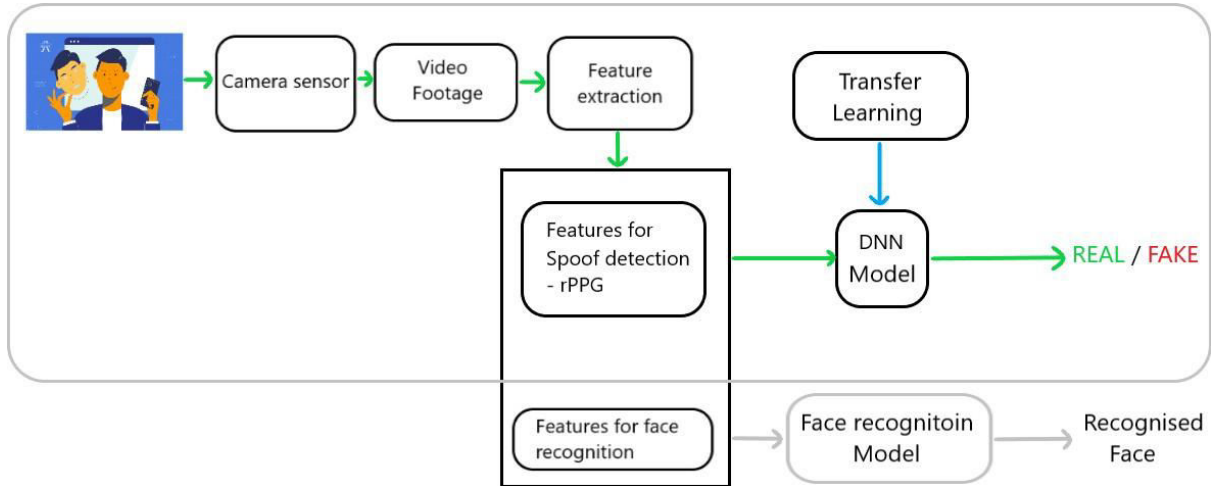 Camera sensor
Video
Footage
Feature
extraction
Transfer
Learning
Features for
Spoof detection
- rPPG
DNN
Model
REAL / FAKE
Features for face
recognition
Face recognitoin
Model
Recognised
Face